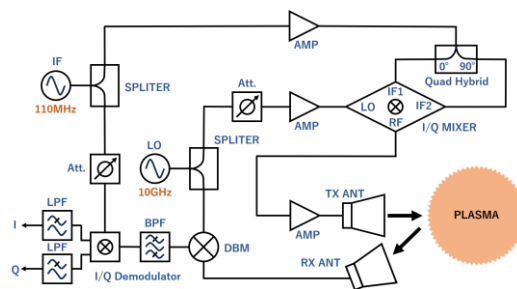 AMP
0° 90°
Quad Hybrid
IF
110MHz
SPLITER
Att.
AMP
LO
IF1
IF2
RF
I/Q MIXER
LO
10GHz
SPLITER
Att.
TX ANT
AMP
PLASMA
LPF
I
LPF
Q
I/Q Demodulator
BPF
DBM
RX ANT